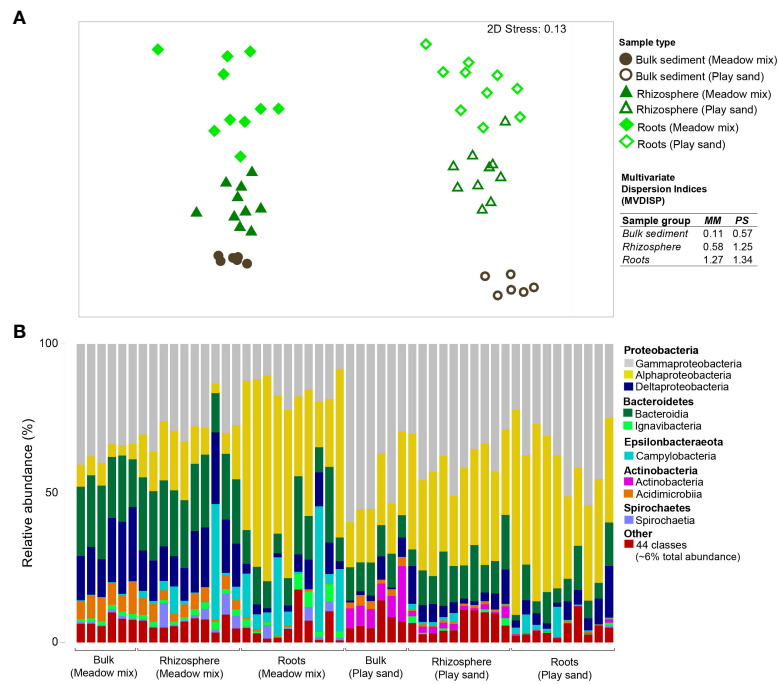 A
2D Stress: 0.13
Sample type
Bulk sediment (Meadow mix)
Bulk sediment (Play sand)
Rhizosphere (Meadow mix)
Rhizosphere (Play sand)
Roots (Meadow mix)
Roots (Play sand)
Multivariate
Dispersion Indices
(MVDISP)
Sample group MM PS
Bulk sediment 0.11 0.57
Rhizosphere 0.58 1.25
Roots 1.27 1.34
B
Relative abundance (%)
100
50
0
Proteobacteria
Gammaproteobacteria
Alphaproteobacteria
Deltaproteobacteria
Bacteroidetes
Bacteroidia
Ignavibacteria
Epsilonbacteraeota
Campylobacteria
Actinobacteria
Actinobacteria
Acidimicrobiia
Spirochaetes
Spirochaetia
Other
44 classes
(~6% total abundance)
Bulk
(Meadow mix)
Rhizosphere
(Meadow mix)
Roots
(Meadow mix)
Bulk
(Play sand)
Rhizosphere
(Play sand)
Roots
(Play sand)